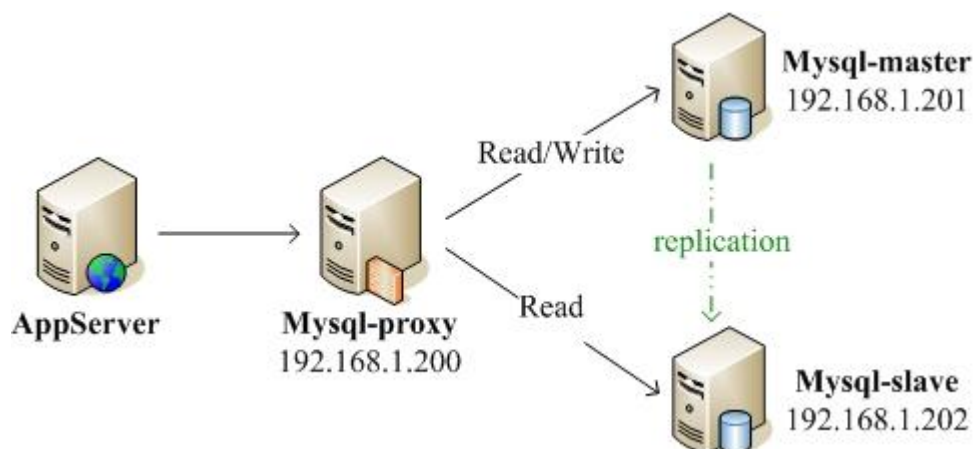 Mysql-master
192.168.1.201
Read/Write
replication
AppServer
Mysql-proxy
192.168.1.200
Read
Mysql-slave
192.168.1.202